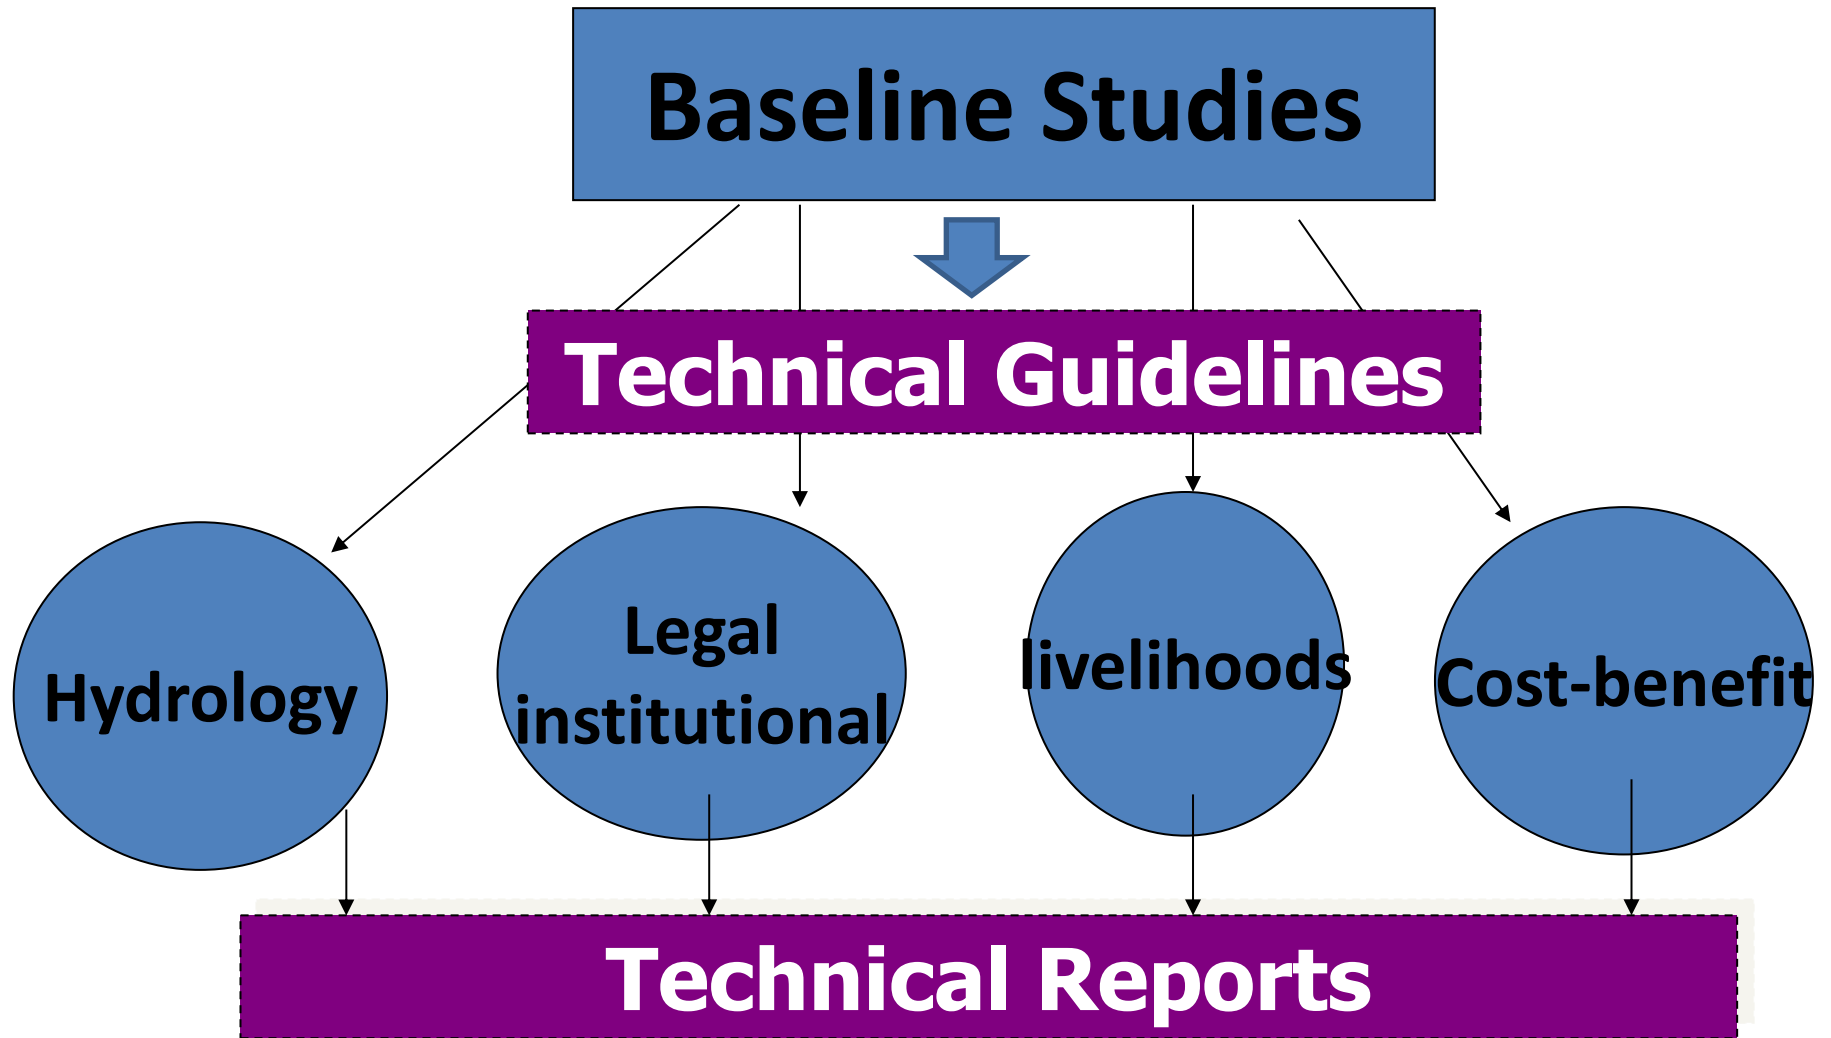 Baseline Studies
Technical Guidelines
Hydrology
Legal
institutional
livelihoods
Cost-benefit
Technical Reports